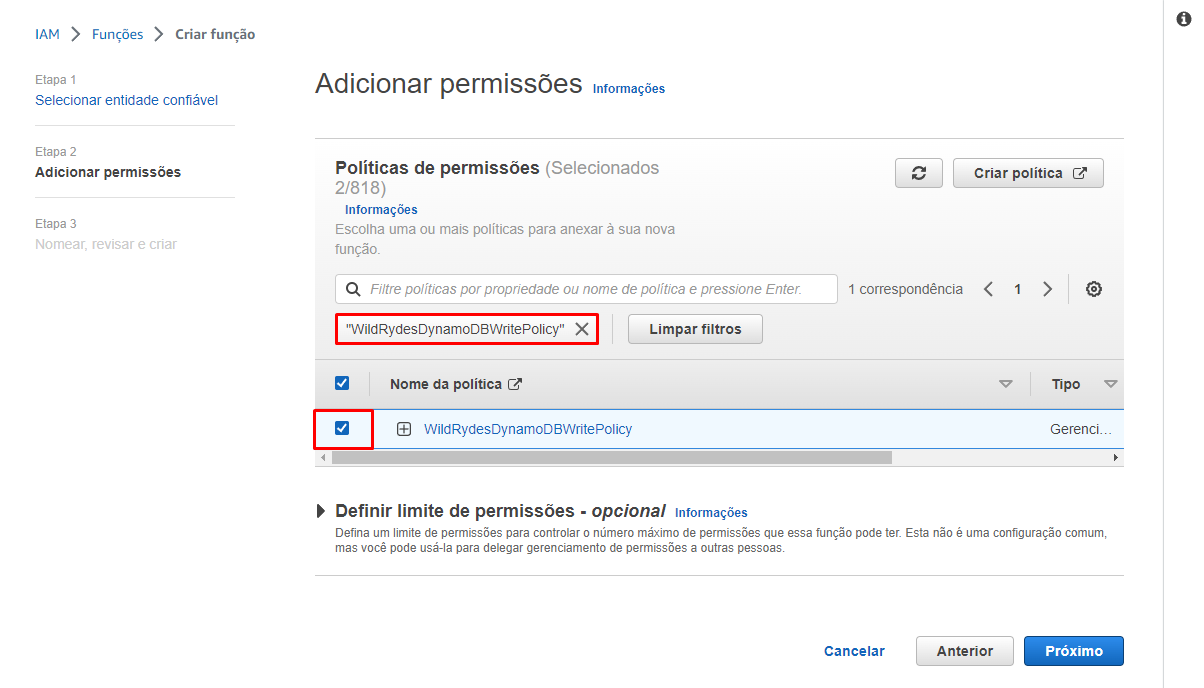 IAM > Funções > Criar função
Etapa 1
Selecionar entidade confiável
Etapa 2
Adicionar permissões
Etapa 3
Nomear, revisar e criar
Adicionar permissões Informações
Políticas de permissões (Selecionados
2/818)
Informações
Escolha uma ou mais políticas para anexar à sua nova
função.
Criar política
Filtre políticas por propriedade ou nome de política e pressione Enter.
1 correspondência
1
"WildRydesDynamoDBWritePolicy"
Limpar filtros
Nome da política
Tipo
WildRydesDynamoDBWritePolicy
Gerenci...
Definir limite de permissões - opcional Informações
Defina um limite de permissões para controlar o número máximo de permissões que essa função pode ter. Esta não é uma configuração comum,
mas você pode usá-la para delegar gerenciamento de permissões a outras pessoas.
Cancelar
Anterior
Próximo